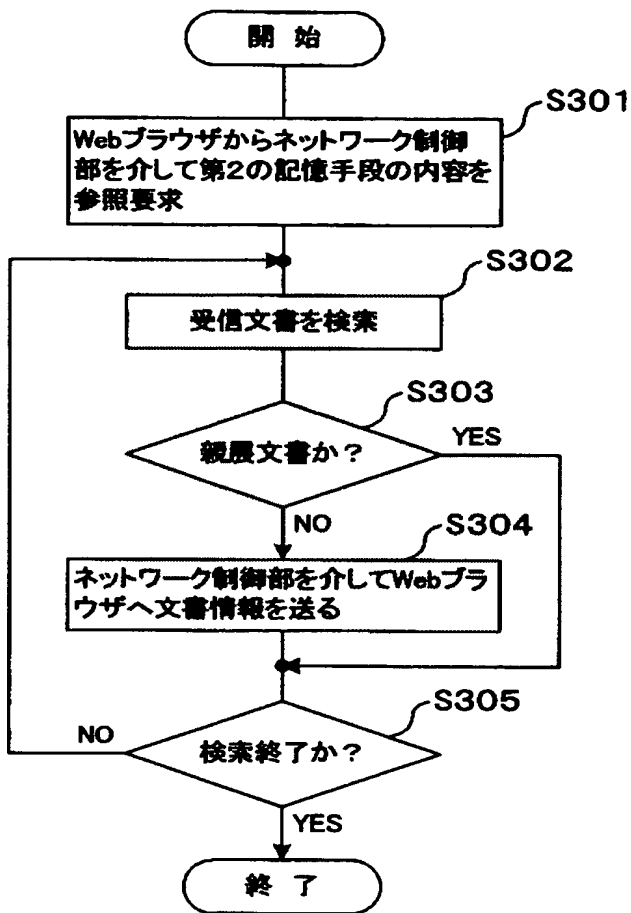 開 始
S301
Webブラウザからネットワーク制御
部を介して第2の記憶手段の内容を
参照要求
S302
受信文書を検索
S303
親展文書か？
YES
NO
S304
ネットワーク制御部を介してWebブラ
ウザへ文書情報を送る
S305
NO
検索終了か？
YES
終 了